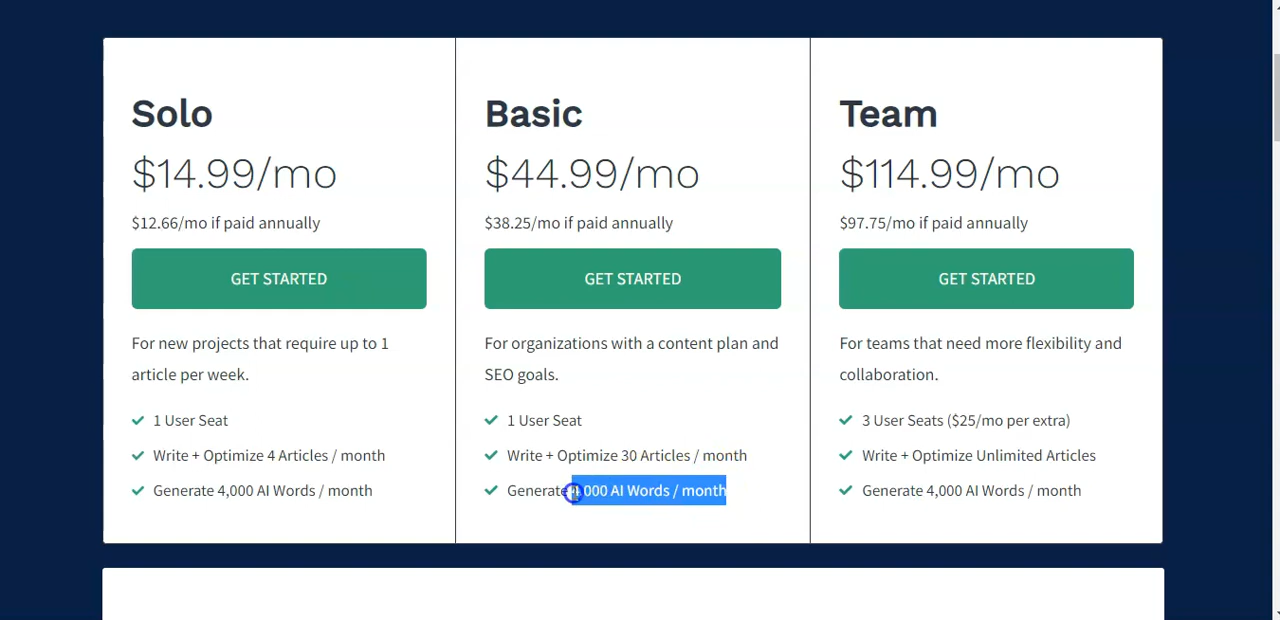 Solo
$14.99/mo
$12.66/mo if paid annually
GET STARTED
For new projects that require up to 1
article per week.
1 User Seat
Write + Optimize 4 Articles / month
Generate 4,000 AI Words / month
Basic
$44.99/mo
$38.25/mo if paid annually
GET STARTED
For organizations with a content plan and
SEO goals.
1 User Seat
Write + Optimize 30 Articles / month
Generate 4,000 AI Words / month
Team
$114.99/mo
$97.75/mo if paid annually
GET STARTED
For teams that need more flexibility and
collaboration.
3 User Seats ($25/mo per extra)
Write + Optimize Unlimited Articles
Generate 4,000 AI Words / month